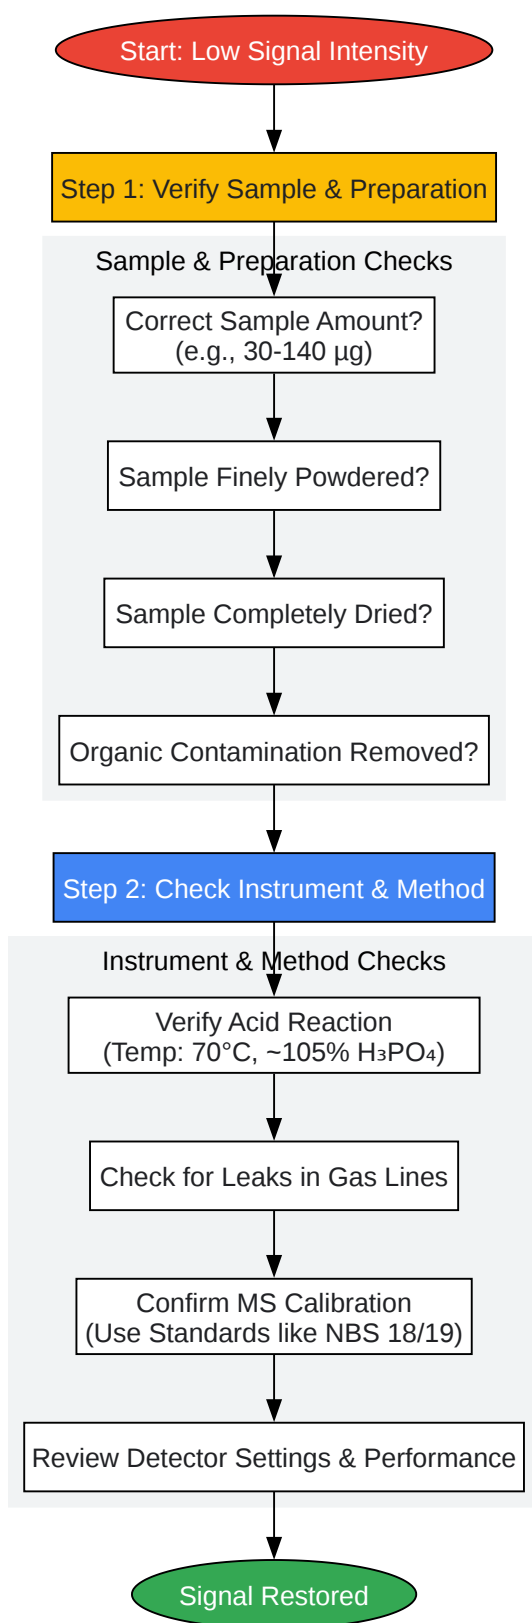 Start: Low Signal Intensity
Step 1: Verify Sample & Preparation
Sample & Preparation Checks
Correct Sample Amount?
(e.g., 30-140 µg)
Sample Finely Powdered?
Sample Completely Dried?
Organic Contamination Removed?
Step 2: Check Instrument & Method
Instrument & Method Checks
Verify Acid Reaction
(Temp: 70°C, ~105% H₃PO₄)
Check for Leaks in Gas Lines
Confirm MS Calibration
(Use Standards like NBS 18/19)
Review Detector Settings & Performance
Signal Restored